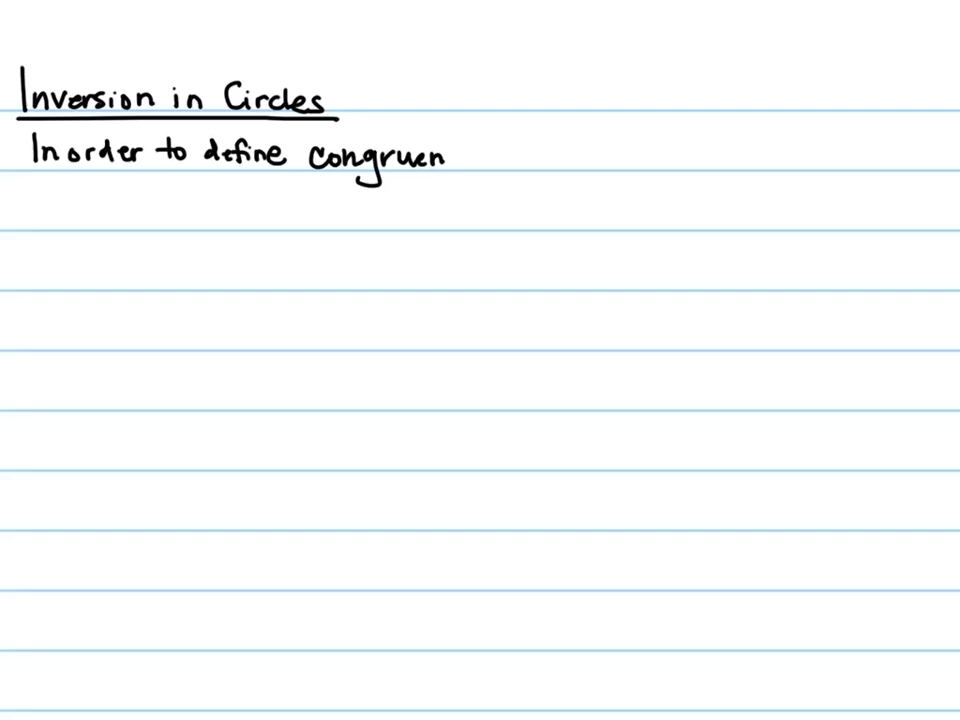 Inversion in Circles
In order to define congruen